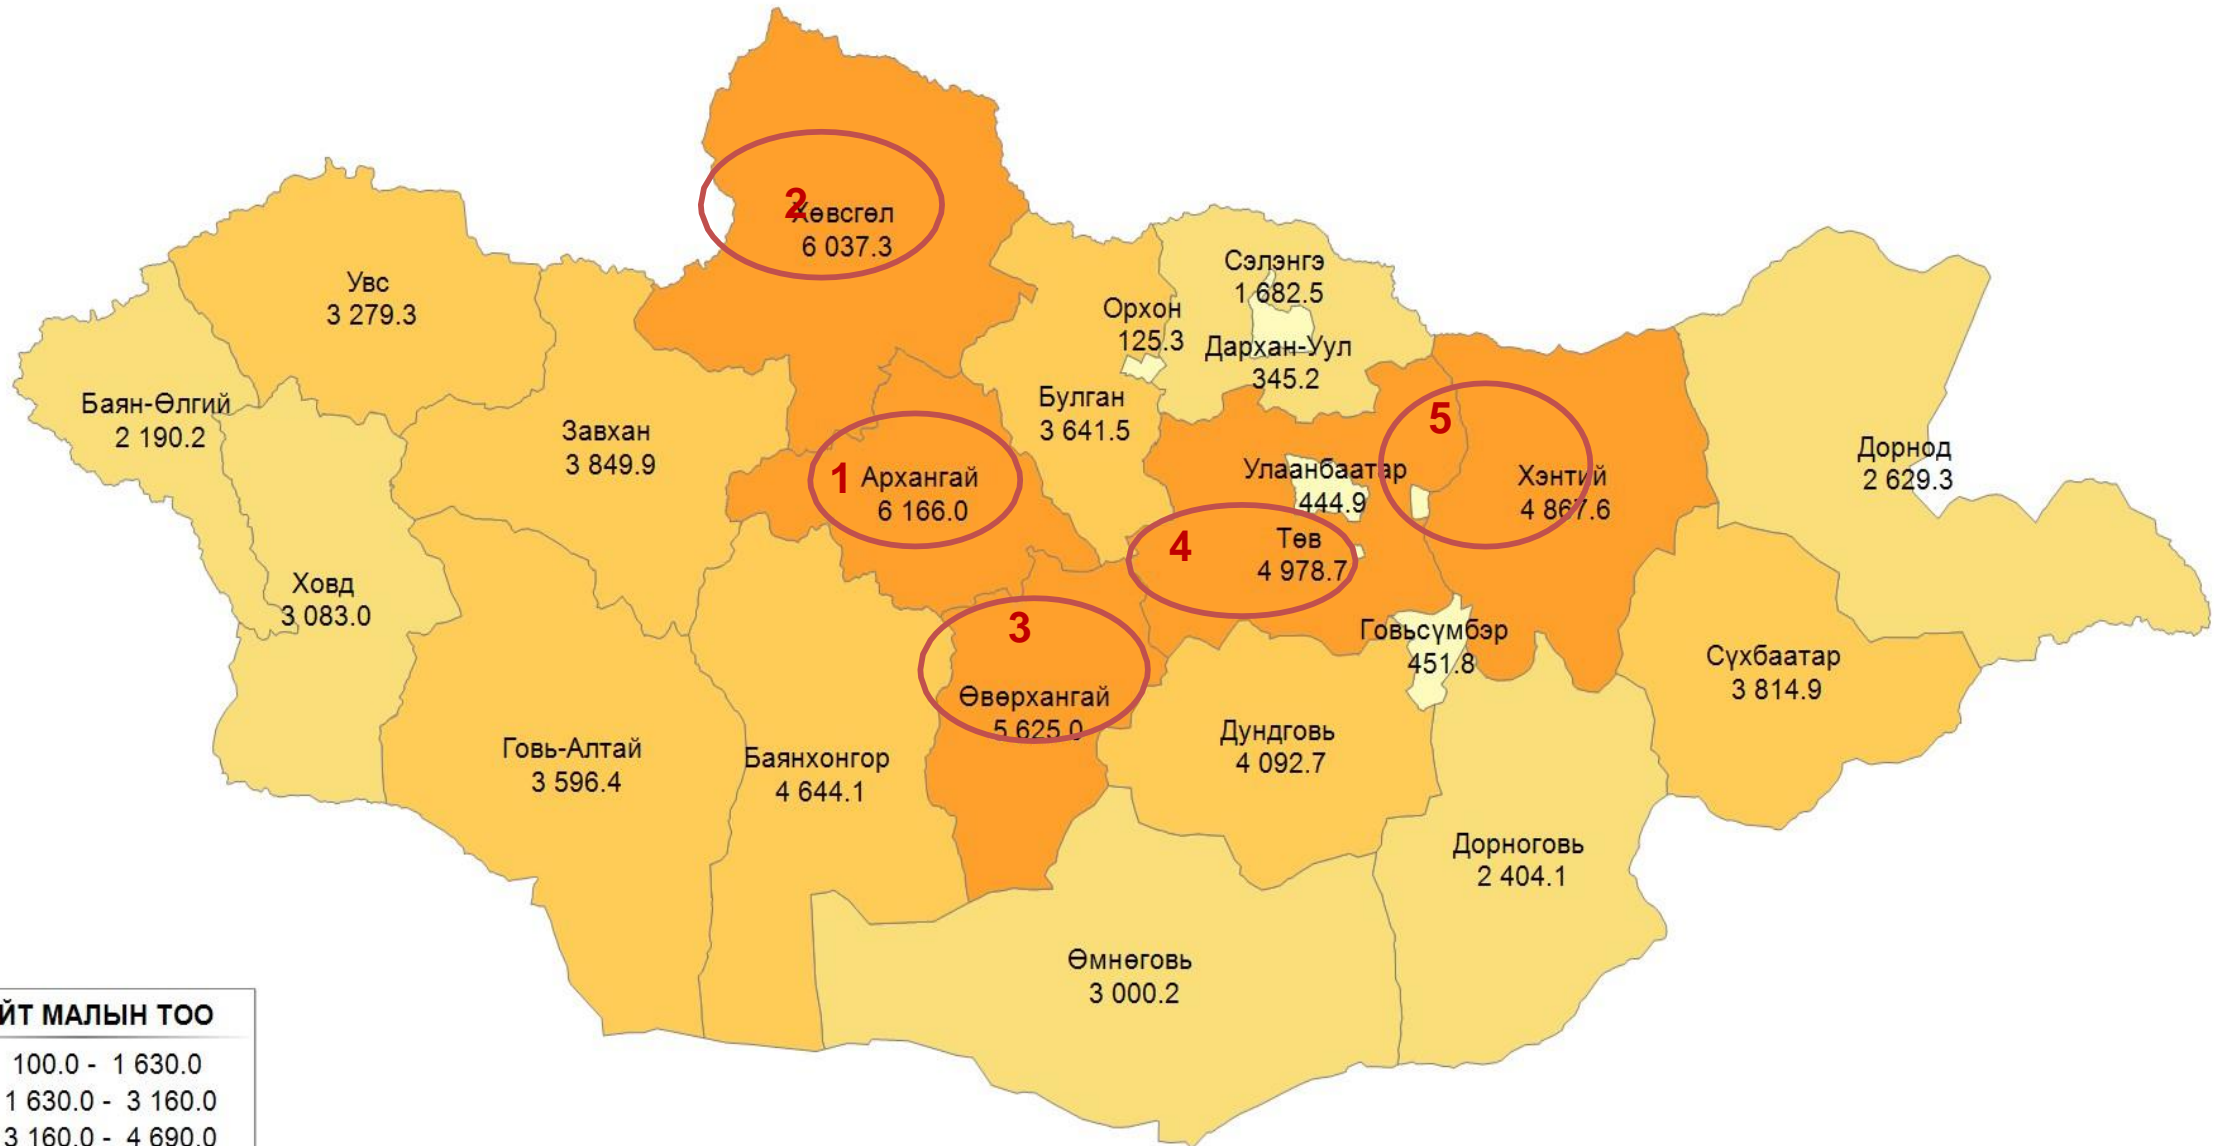 2
Хөвсгөл
6 037.3
Увс
3 279.3
Сэлэнгэ
1 682.5
Орхон
125.3
Дархан-Уул
345.2
Баян-Өлгий
2 190.2
Завхан
3 849.9
Булган
3 641.5
5
Хэнтий
4 867.6
Дорнод
2 629.3
1
Архангай
6 166.0
Улаанбаатар
444.9
4
Төв
4 978.7
Ховд
3 083.0
3
Өвөрхангай
5 625.0
Говьсүмбэр
451.8
Сүхбаатар
3 814.9
Говь-Алтай
3 596.4
Баянхонгор
4 644.1
Дундговь
4 092.7
Дорноговь
2 404.1
Өмнөговь
3 000.2
ЙТ МАЛЫН ТОО
100.0 - 1 630.0
1 630.0 - 3 160.0
3 160.0 - 4 690.0